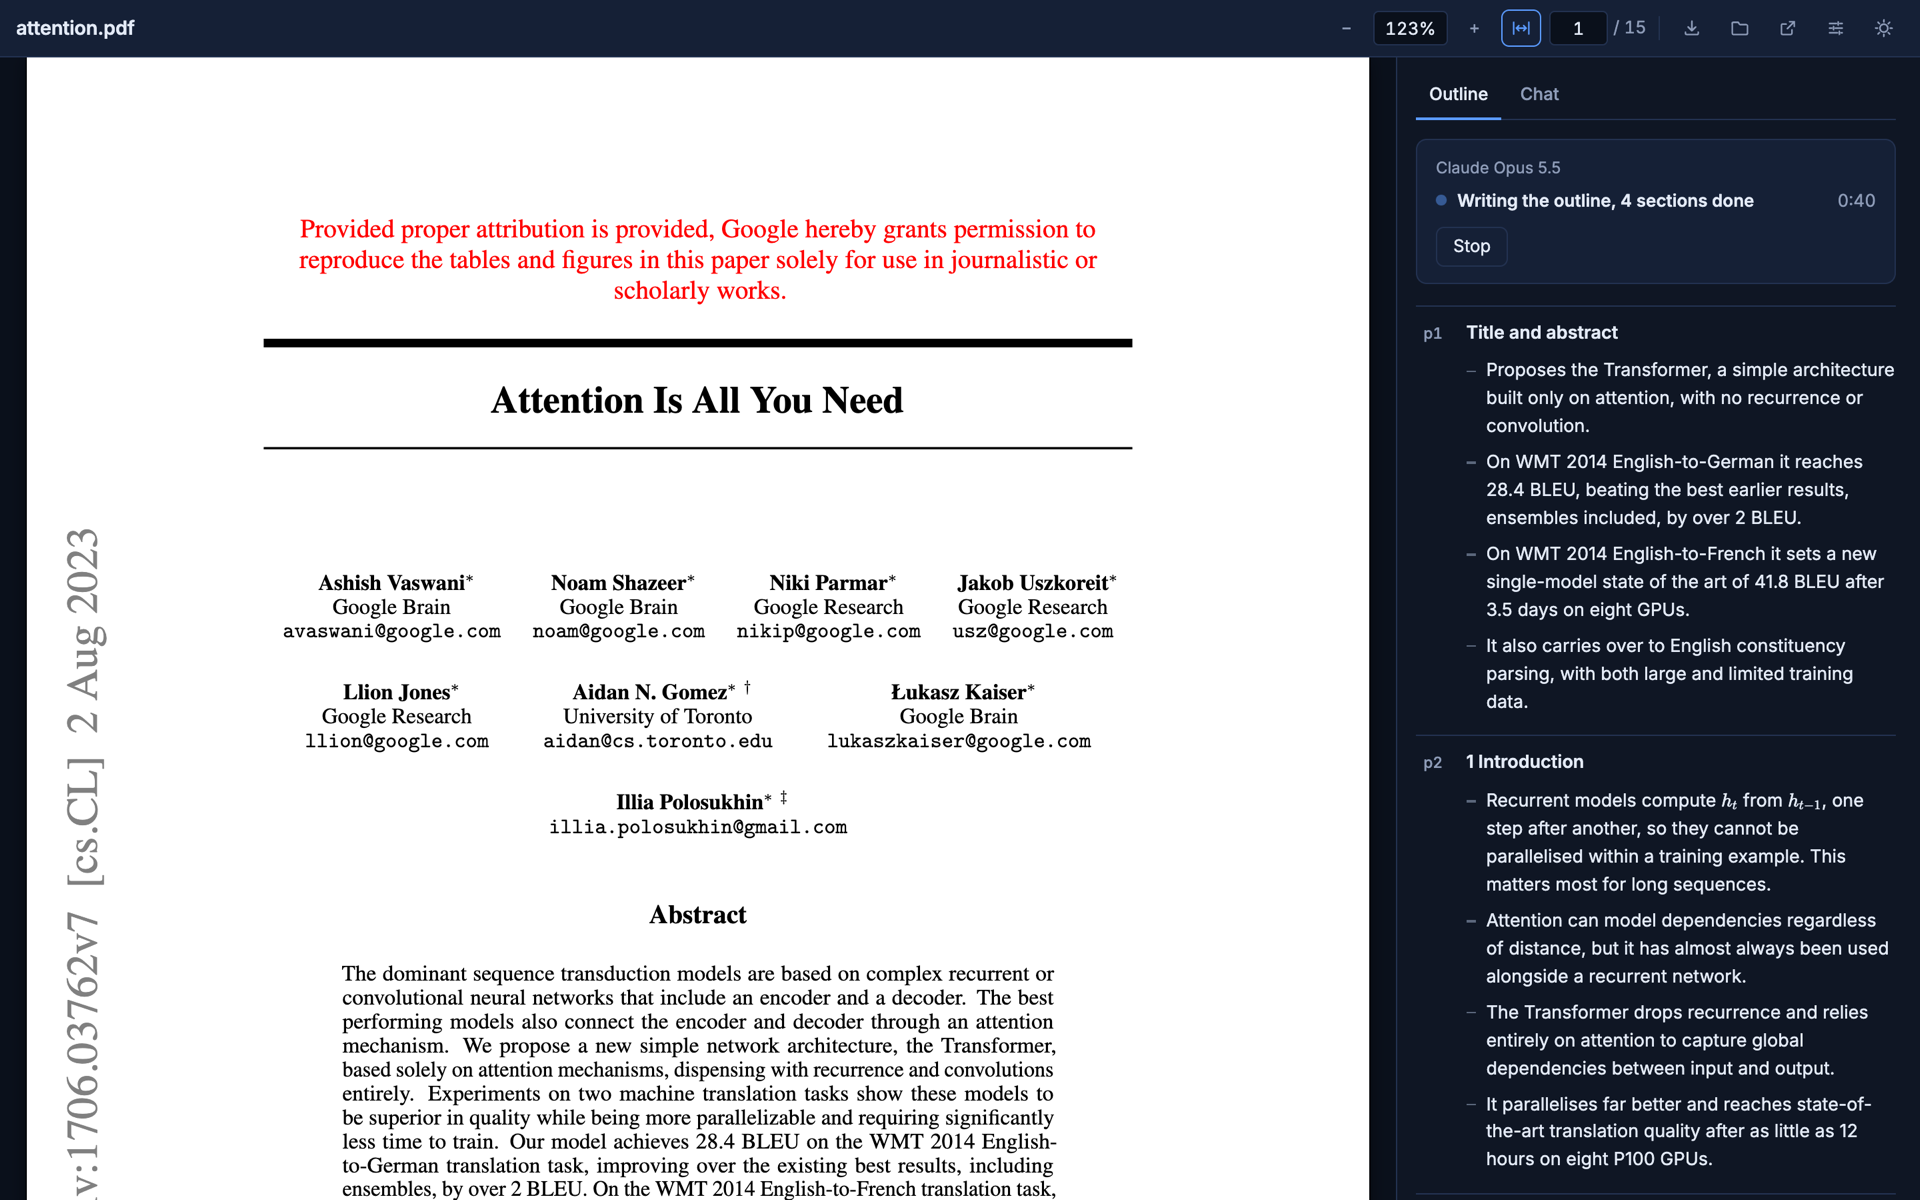 attention.pdf
−
123%
+
1
/ 15
Provided proper attribution is provided, Google hereby grants permission to
reproduce the tables and figures in this paper solely for use in journalistic or
scholarly works.
Attention Is All You Need
Ashish Vaswani* Noam Shazeer* Niki Parmar* Jakob Uszkoreit*
Google Brain Google Brain Google Research Google Research
avaswani@google.com noam@google.com nikip@google.com usz@google.com
Llion Jones* Aidan N. Gomez* † Łukasz Kaiser*
Google Research University of Toronto Google Brain
llion@google.com aidan@cs.toronto.edu lukaszkaiser@google.com
Illia Polosukhin* ‡
illia.polosukhin@gmail.com
Abstract
The dominant sequence transduction models are based on complex recurrent or
convolutional neural networks that include an encoder and a decoder. The best
performing models also connect the encoder and decoder through an attention
mechanism. We propose a new simple network architecture, the Transformer,
based solely on attention mechanisms, dispensing with recurrence and convolutions
entirely. Experiments on two machine translation tasks show these models to
be superior in quality while being more parallelizable and requiring significantly
less time to train. Our model achieves 28.4 BLEU on the WMT 2014 English-
to-German translation task, improving over the existing best results, including
ensembles, by over 2 BLEU. On the WMT 2014 English-to-French translation task,
v:1706.03762v7 [cs.CL] 2 Aug 2023
Outline
Chat
Claude Opus 5.5
Writing the outline, 4 sections done 0:40
Stop
p1 Title and abstract
– Proposes the Transformer, a simple architecture
built only on attention, with no recurrence or
convolution.
– On WMT 2014 English-to-German it reaches
28.4 BLEU, beating the best earlier results,
ensembles included, by over 2 BLEU.
– On WMT 2014 English-to-French it sets a new
single-model state of the art of 41.8 BLEU after
3.5 days on eight GPUs.
– It also carries over to English constituency
parsing, with both large and limited training
data.
p2 1 Introduction
– Recurrent models compute hₜ from hₜ₋₁, one
step after another, so they cannot be
parallelised within a training example. This
matters most for long sequences.
– Attention can model dependencies regardless
of distance, but it has almost always been used
alongside a recurrent network.
– The Transformer drops recurrence and relies
entirely on attention to capture global
dependencies between input and output.
– It parallelises far better and reaches state-of-
the-art translation quality after as little as 12
hours on eight P100 GPUs.